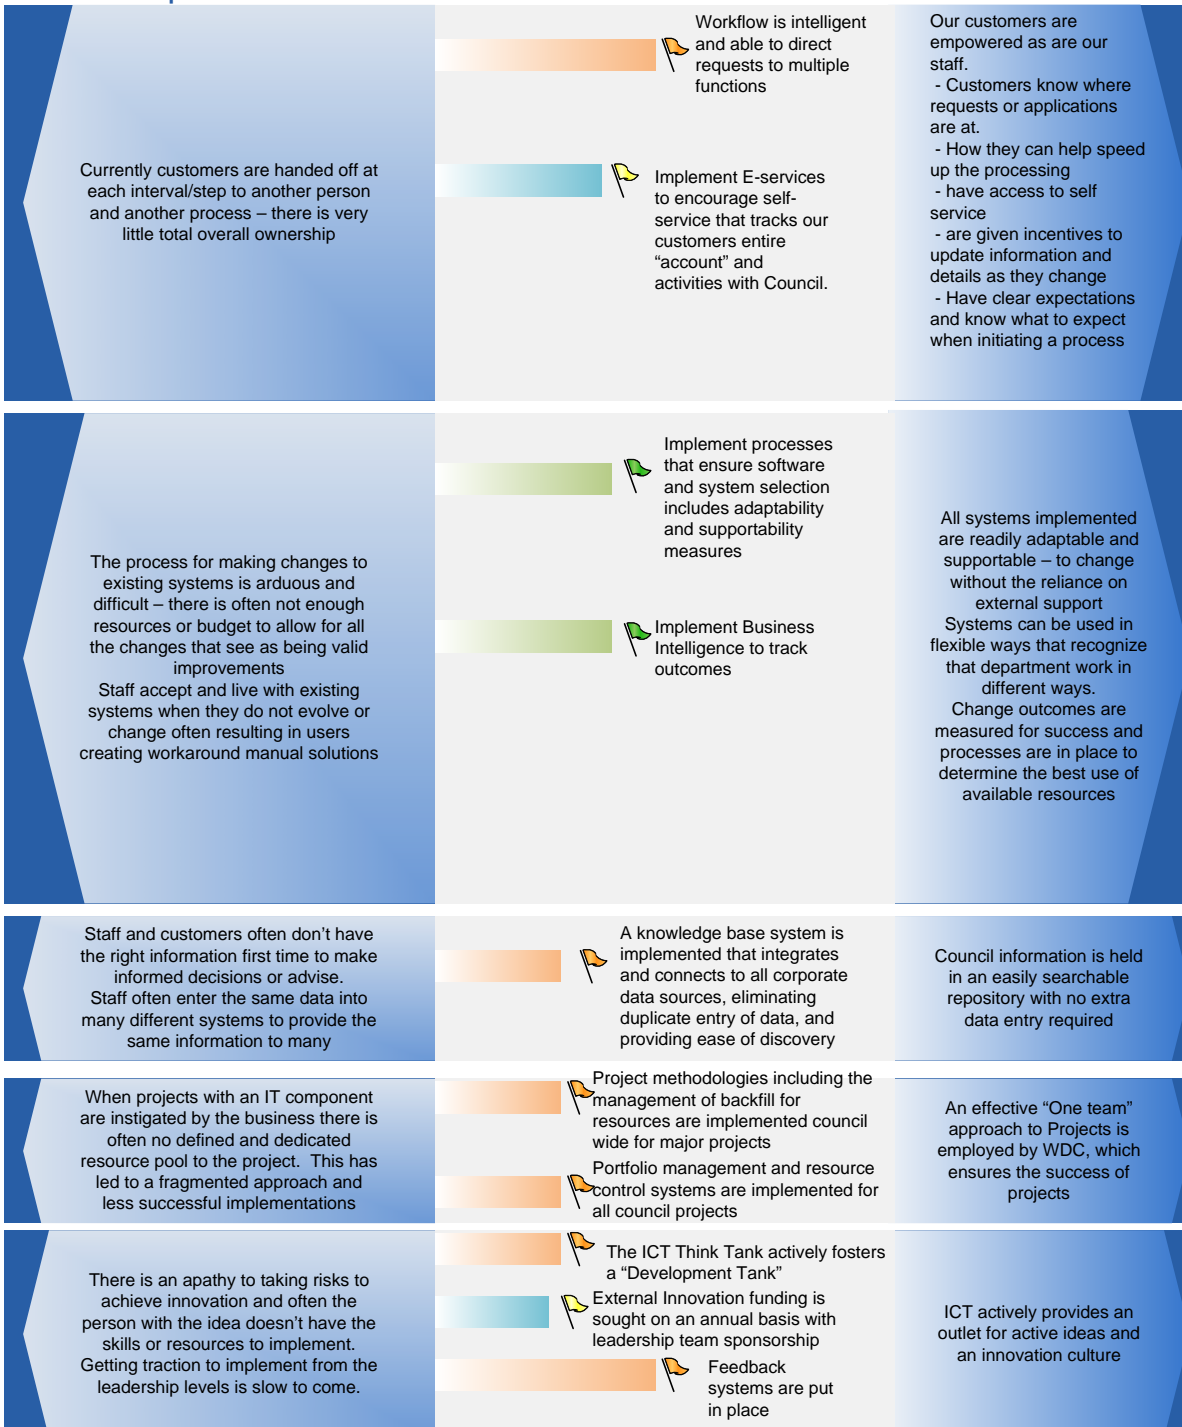 Currently customers are handed off at
each interval/step to another person
and another process – there is very
little total overall ownership
Workflow is intelligent
and able to direct
requests to multiple
functions
Implement E-services
to encourage self-
service that tracks our
customers entire
“account” and
activities with Council.
Our customers are
empowered as are our
staff.
- Customers know where
requests or applications
are at.
- How they can help speed
up the processing
- have access to self
service
- are given incentives to
update information and
details as they change
- Have clear expectations
and know what to expect
when initiating a process
The process for making changes to
existing systems is arduous and
difficult – there is often not enough
resources or budget to allow for all
the changes that see as being valid
improvements
Staff accept and live with existing
systems when they do not evolve or
change often resulting in users
creating workaround manual solutions
Implement processes
that ensure software
and system selection
includes adaptability
and supportability
measures
Implement Business
Intelligence to track
outcomes
All systems implemented
are readily adaptable and
supportable – to change
without the reliance on
external support
Systems can be used in
flexible ways that recognize
that department work in
different ways.
Change outcomes are
measured for success and
processes are in place to
determine the best use of
available resources
Staff and customers often don’t have
the right information first time to make
informed decisions or advise.
Staff often enter the same data into
many different systems to provide the
same information to many
A knowledge base system is
implemented that integrates
and connects to all corporate
data sources, eliminating
duplicate entry of data, and
providing ease of discovery
Council information is held
in an easily searchable
repository with no extra
data entry required
When projects with an IT component
are instigated by the business there is
often no defined and dedicated
resource pool to the project.  This has
led to a fragmented approach and
less successful implementations
Project methodologies including the
management of backfill for
resources are implemented council
wide for major projects
Portfolio management and resource
control systems are implemented for
all council projects
An effective “One team”
approach to Projects is
employed by WDC, which
ensures the success of
projects
There is an apathy to taking risks to
achieve innovation and often the
person with the idea doesn’t have the
skills or resources to implement.
Getting traction to implement from the
leadership levels is slow to come.
The ICT Think Tank actively fosters
a “Development Tank”
External Innovation funding is
sought on an annual basis with
leadership team sponsorship
Feedback
systems are put
in place
ICT actively provides an
outlet for active ideas and
an innovation culture